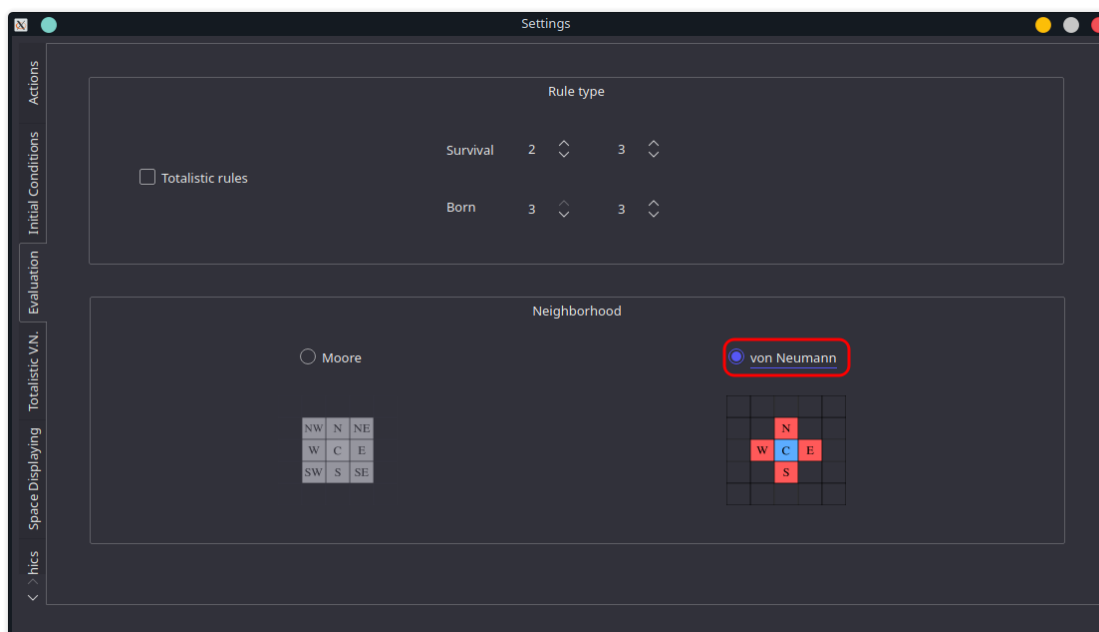 Settings
Actions
Initial Conditions
Evaluation
Totalistic V.N.
Space Displaying
hics
Rule type
Totalistic rules
Survival 2 3
Born 3 3
Neighborhood
Moore
NW N NE
W C E
SW S SE
von Neumann
N
W C E
S